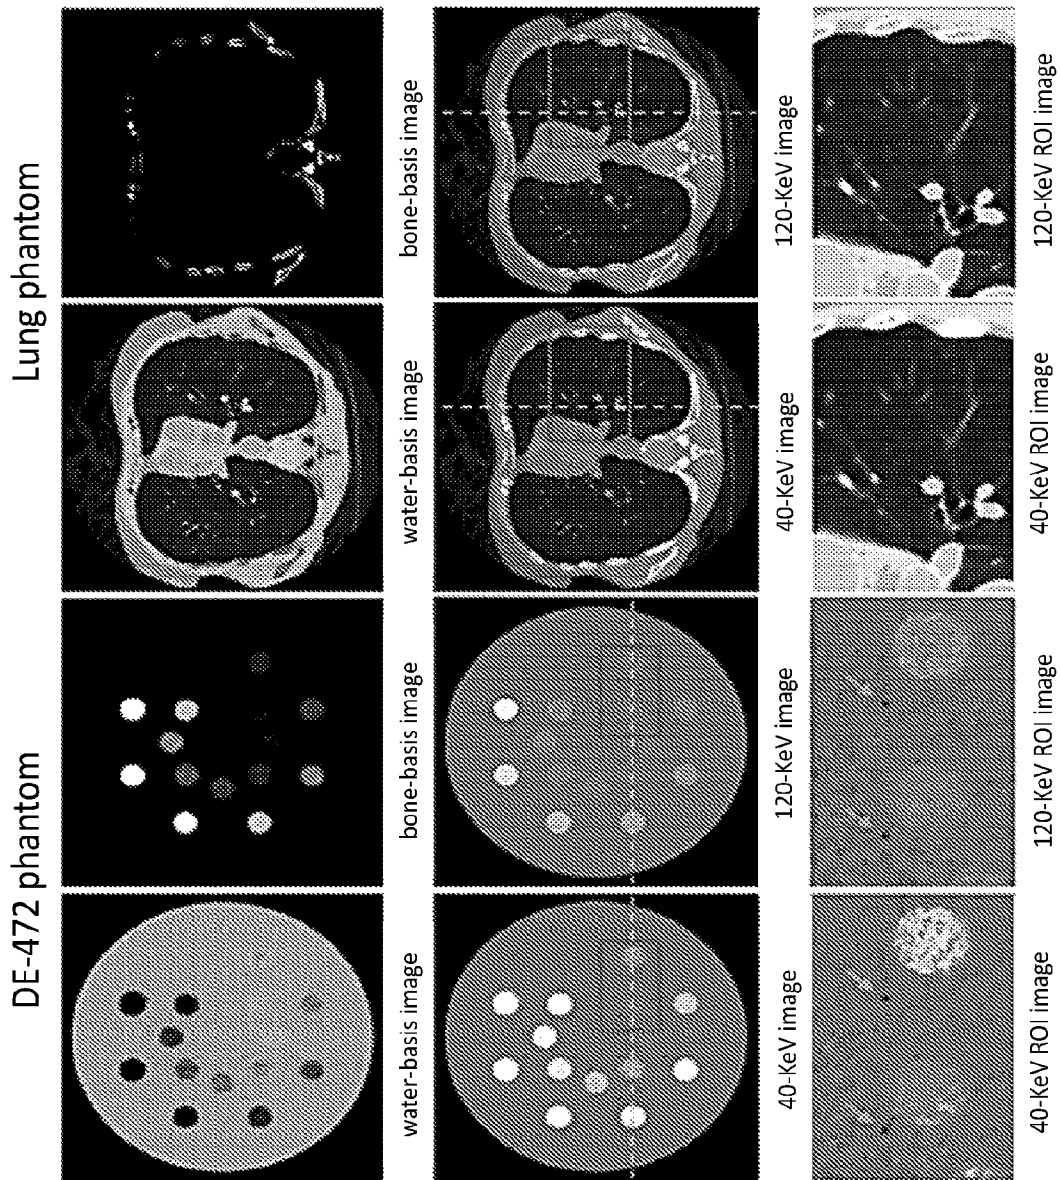 DE-472 phantom
Lung phantom
water-basis image
bone-basis image
water-basis image
bone-basis image
40-KeV image
120-KeV image
40-KeV image
120-KeV image
40-KeV ROI image
120-KeV ROI image
40-KeV ROI image
120-KeV ROI image